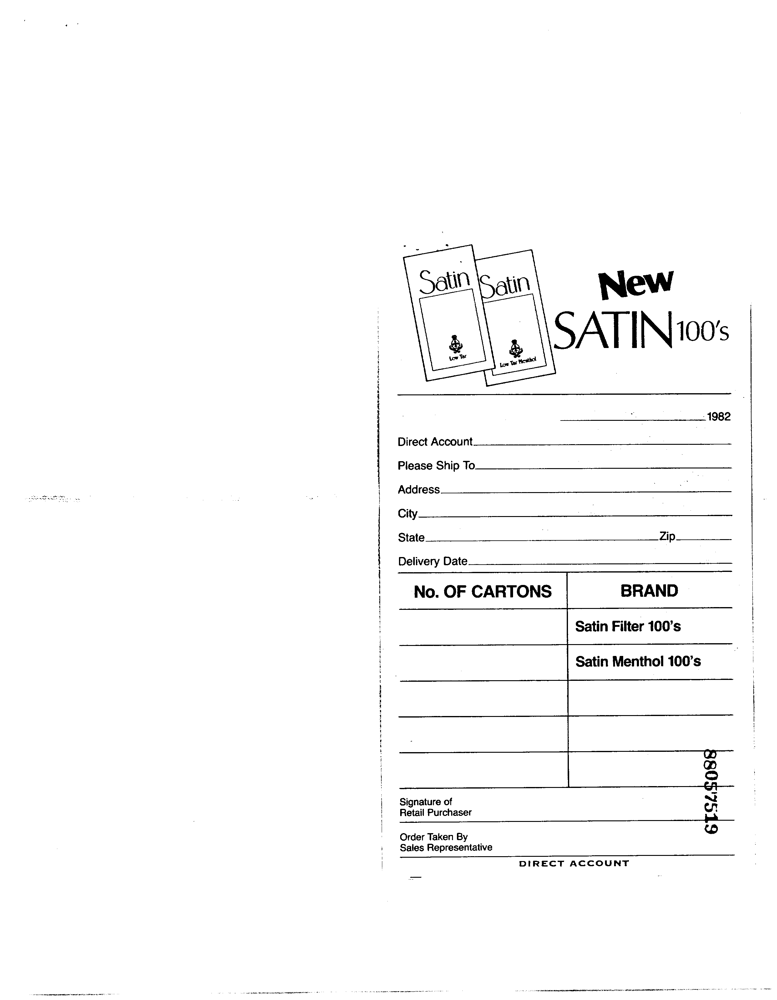 Satin
Low Tar
Satin
Low Tar Menthol
New
SATIN 100's
1982
Direct Account
Please Ship To
Address
City
State Zip
Delivery Date
No. OF CARTONS BRAND
Satin Filter 100's
Satin Menthol 100's
Signature of
Retail Purchaser
Order Taken By
Sales Representative
DIRECT ACCOUNT
88057519